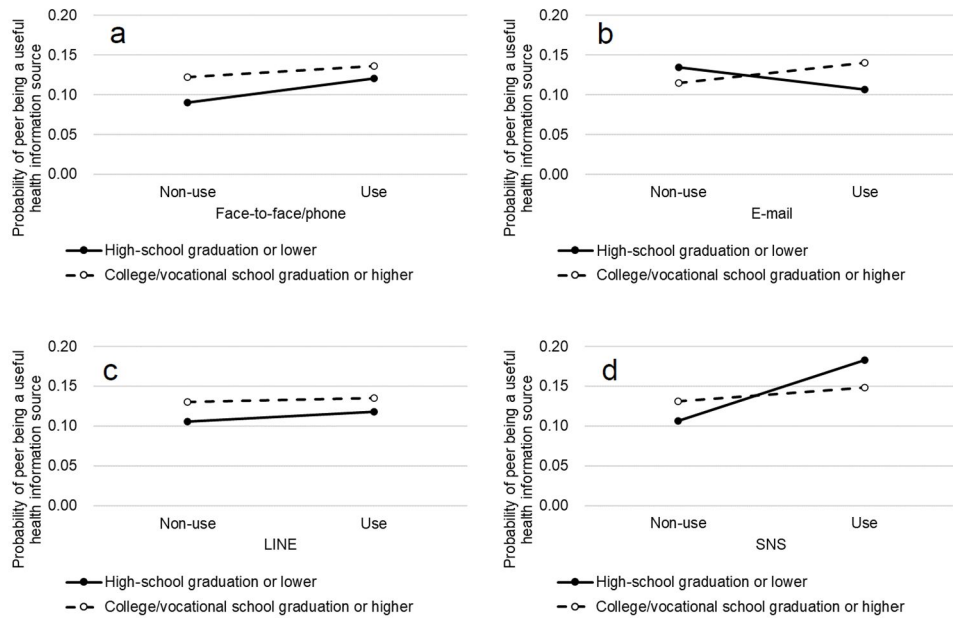 a
Probability of peer being a useful
health information source
0.20
0.15
0.10
0.05
0.00
Non-use
Use
Face-to-face/phone
High-school graduation or lower
College/vocational school graduation or higher
b
Probability of peer being a useful
health information source
0.20
0.15
0.10
0.05
0.00
Non-use
Use
E-mail
High-school graduation or lower
College/vocational school graduation or higher
c
Probability of peer being a useful
health information source
0.20
0.15
0.10
0.05
0.00
Non-use
Use
LINE
High-school graduation or lower
College/vocational school graduation or higher
d
Probability of peer being a useful
health information source
0.20
0.15
0.10
0.05
0.00
Non-use
Use
SNS
High-school graduation or lower
College/vocational school graduation or higher